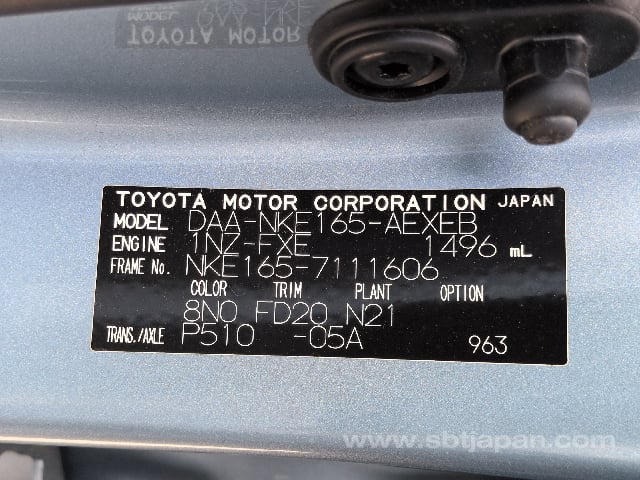 TOYOTA MOTOR CORPORATION JAPAN
MODEL DAA-NKE165-AEXEB
ENGINE 1NZ-FXE 1496 mL
FRAME No. NKE165-7111606
COLOR TRIM PLANT OPTION
8N0 FD20 N21
TRANS./AXLE P510 -05A 963
www.sbtjapan.com